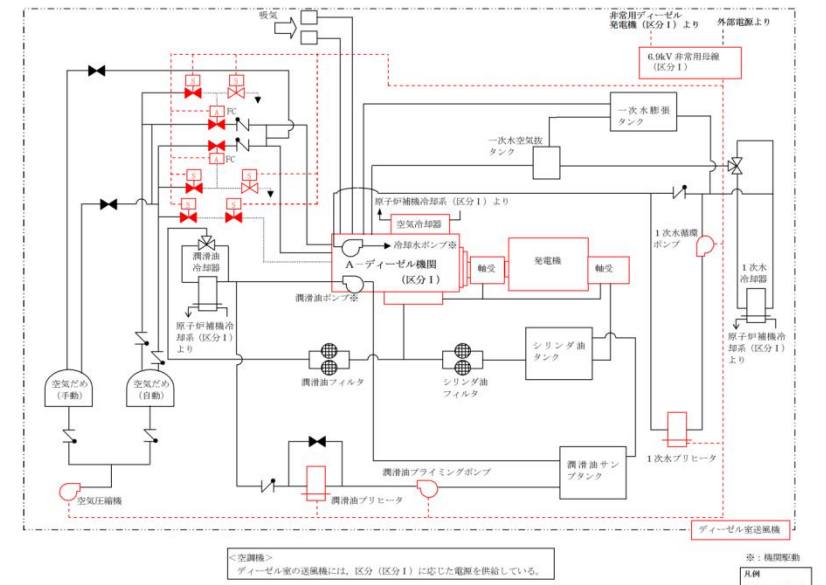 吸気
非常用ディーゼル
発電機（区分Ⅰ）より
外部電源より
6.9kV 非常用母線
（区分Ⅰ）
S
S
A
FC
一次水膨張
タンク
一次水空気抜
タンク
A
FC
S
S
S
S
原子炉補機冷却系（区分Ⅰ）より
空気冷却器
冷却水ポンプ※
A－ディーゼル機関
（区分Ⅰ）
潤滑油ポンプ※
軸受
発電機
軸受
1次水循環
ポンプ
潤滑油
冷却器
原子炉補機冷
却系（区分Ⅰ）
より
1次水
冷却器
原子炉補機冷
却系（区分Ⅰ）
より
シリンダ油
タンク
空気だめ
（手動）
空気だめ
（自動）
潤滑油フィルタ
シリンダ油
フィルタ
1次水プリヒータ
潤滑油プライミングポンプ
潤滑油サン
プタンク
空気圧縮機
潤滑油プリヒータ
ディーゼル室送風機
＜空調機＞
ディーゼル室の送風機には，区分（区分Ⅰ）に応じた電源を供給している。
※：機関駆動
凡例